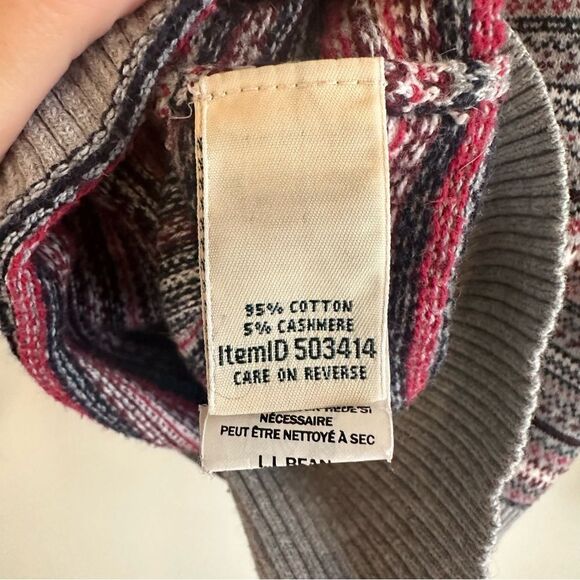 95% COTTON
5% CASHMERE
ItemID 503414
CARE ON REVERSE
NÉCESSAIRE
PEUT ÊTRE NETTOYÉ À SEC
L.L.BEAN